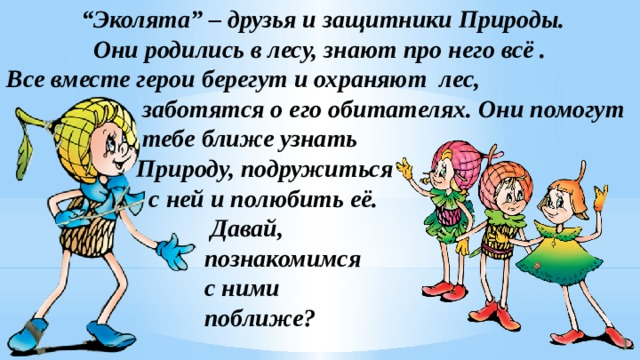 “Эколята” – друзья и защитники Природы.
Они родились в лесу, знают про него всё .
Все вместе герои берегут и охраняют лес,
заботятся о его обитателях. Они помогут
тебе ближе узнать
Природу, подружиться
с ней и полюбить её.
Давай,
познакомимся
с ними
поближе?